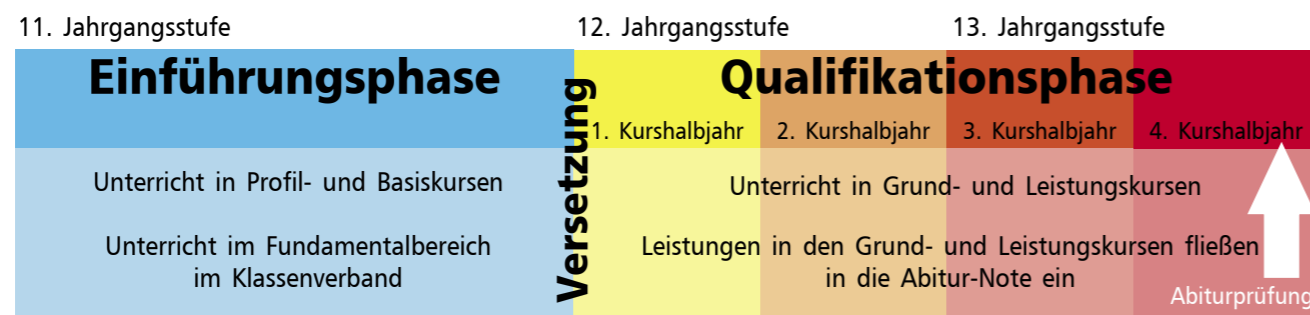 11. Jahrgangsstufe
12. Jahrgangsstufe
13. Jahrgangsstufe
Einführungsphase
Versetzung
Qualifikationsphase
1. Kurshalbjahr
2. Kurshalbjahr
3. Kurshalbjahr
4. Kurshalbjahr
Unterricht in Profil- und Basiskursen
Unterricht im Fundamentalbereich
im Klassenverband
Unterricht in Grund- und Leistungskursen
Leistungen in den Grund- und Leistungskursen fließen
in die Abitur-Note ein
Abiturprüfung